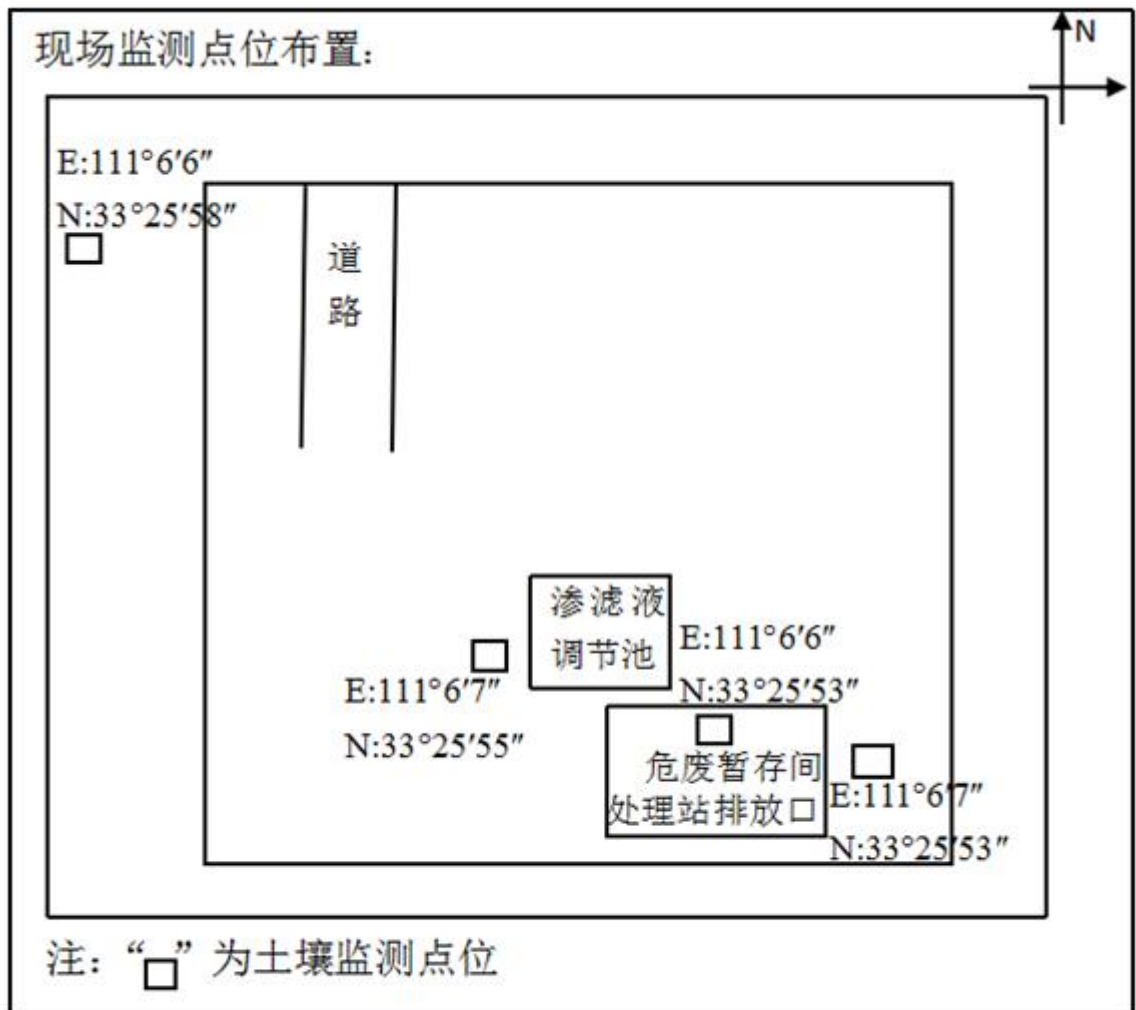 现场监测点位布置：
N
E:111°6′6″
N:33°25′58″
道
路
渗滤液
调节池
E:111°6′6″
N:33°25′53″
E:111°6′7″
N:33°25′55″
危废暂存间
处理站排放口
E:111°6′7″
N:33°25′53″
注：“□”为土壤监测点位